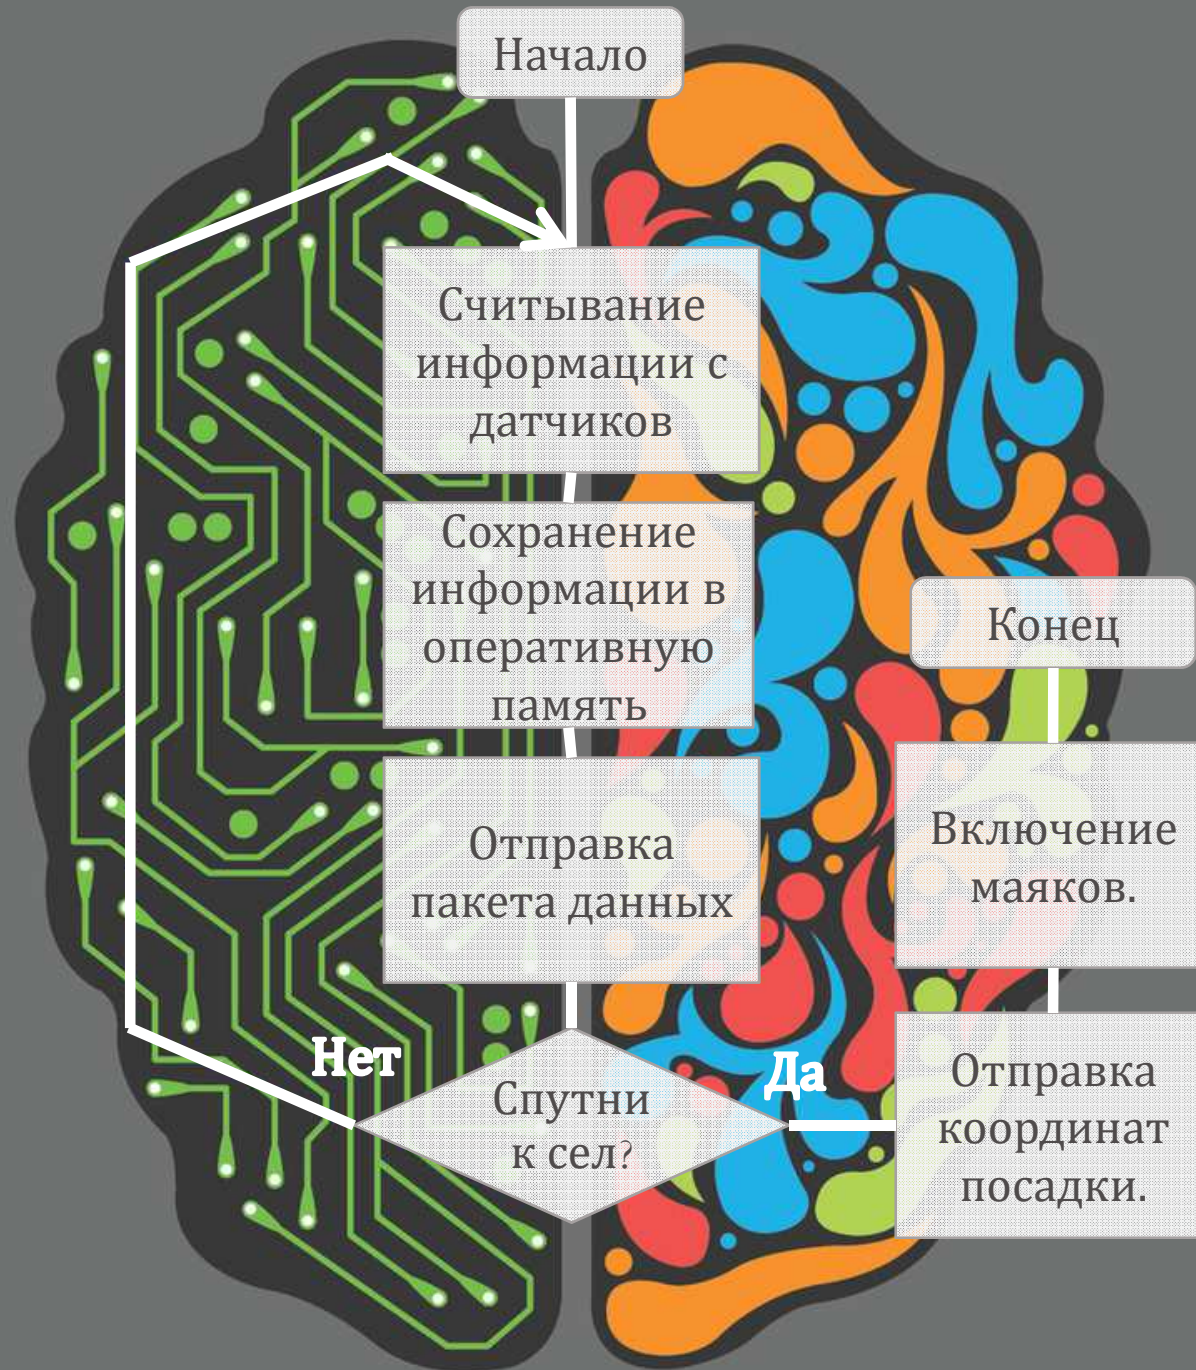 Начало
Считывание
информации с
датчиков
Сохранение
информации в
оперативную
память
Отправка
пакета данных
Нет
Спутни
к сел?
Да
Отправка
координат
посадки.
Включение
маяков.
Конец